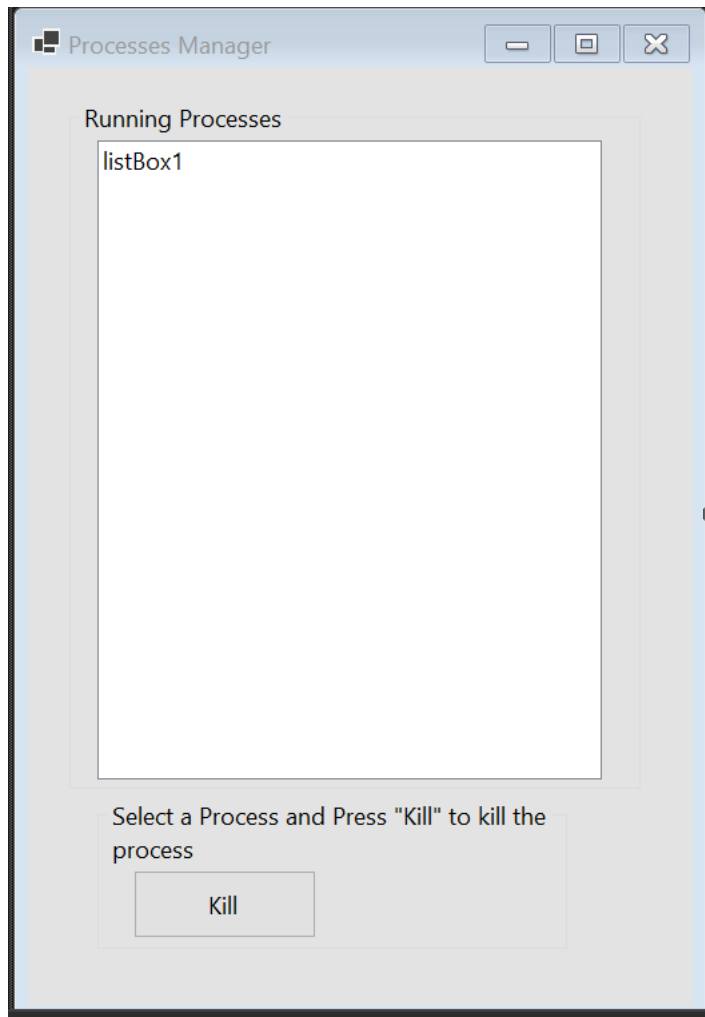 Processes Manager
Running Processes
listBox1
Select a Process and Press "Kill" to kill the
process
Kill